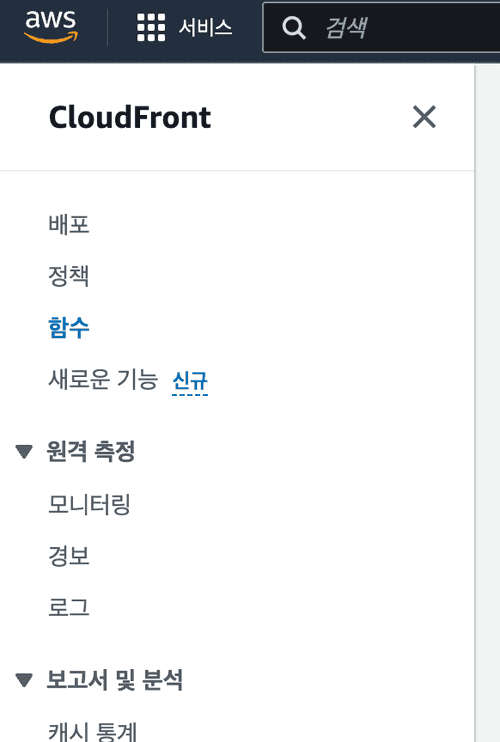 aws 서비스 검색
CloudFront
배포
정책
함수
새로운 기능 신규
원격 측정
모니터링
경보
로그
보고서 및 분석
캐시 통계